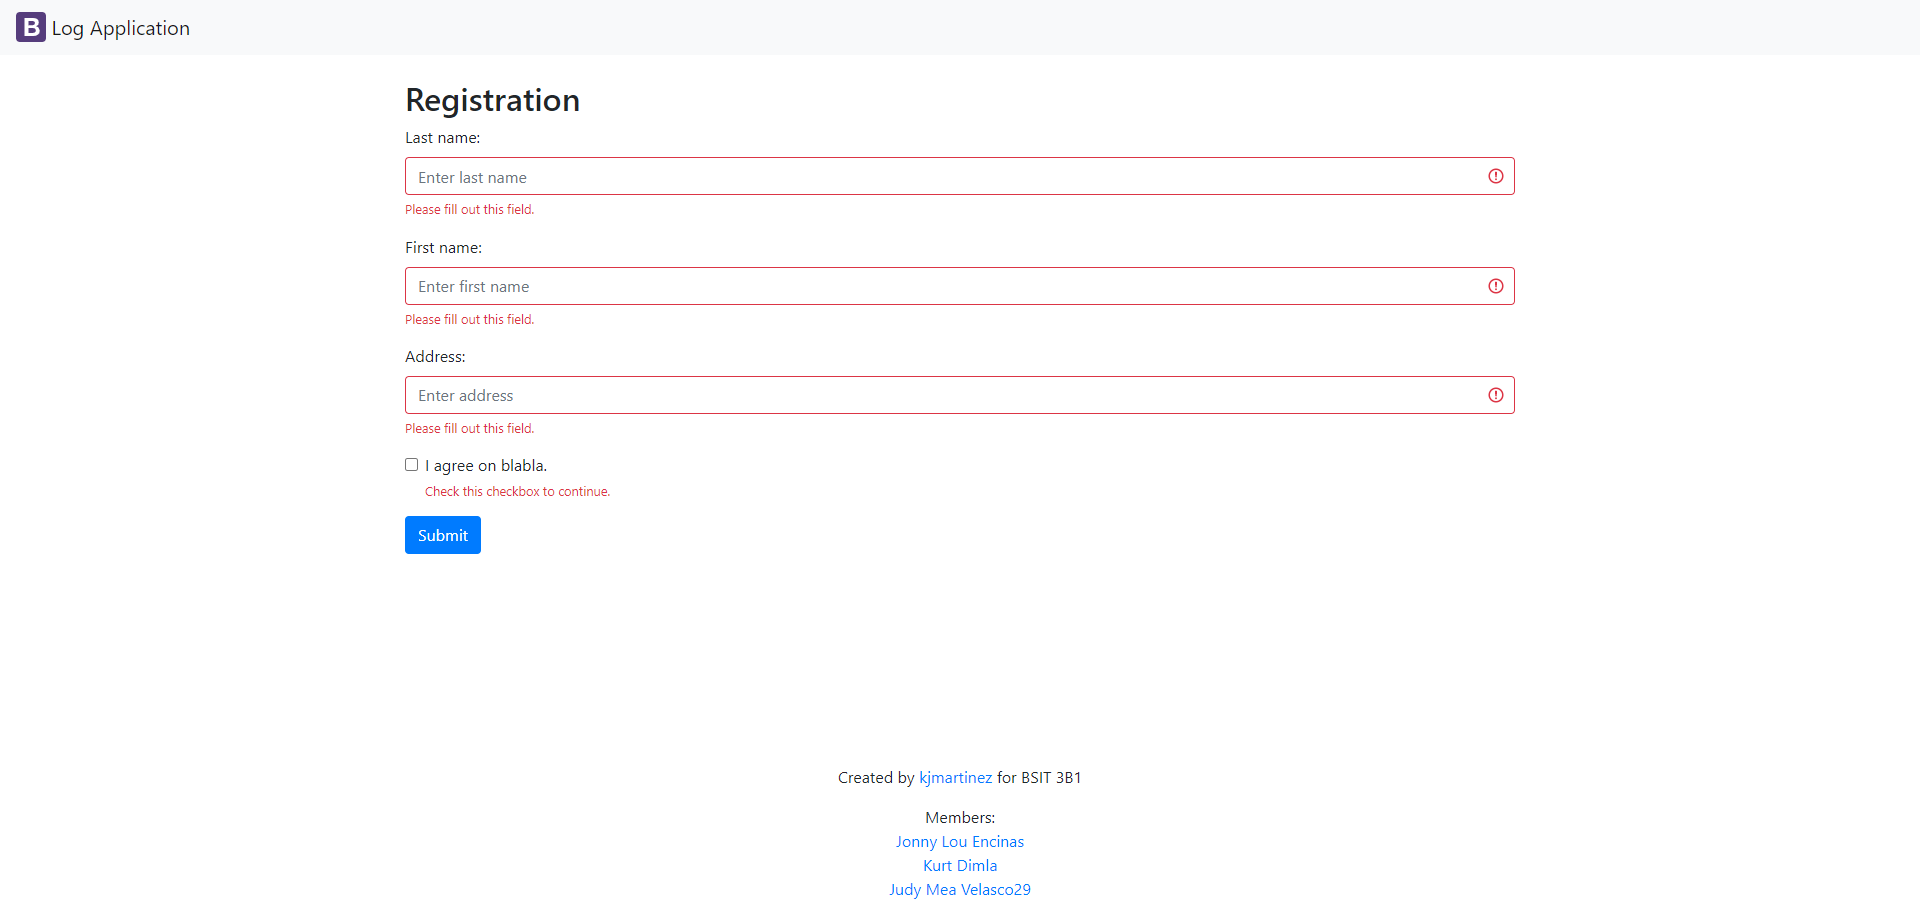 B Log Application
Registration
Last name:
Enter last name
Please fill out this field.
First name:
Enter first name
Please fill out this field.
Address:
Enter address
Please fill out this field.
I agree on blabla.
Check this checkbox to continue.
Submit
Created by kjmartinez for BSIT 3B1
Members:
Jonny Lou Encinas
Kurt Dimla
Judy Mea Velasco29